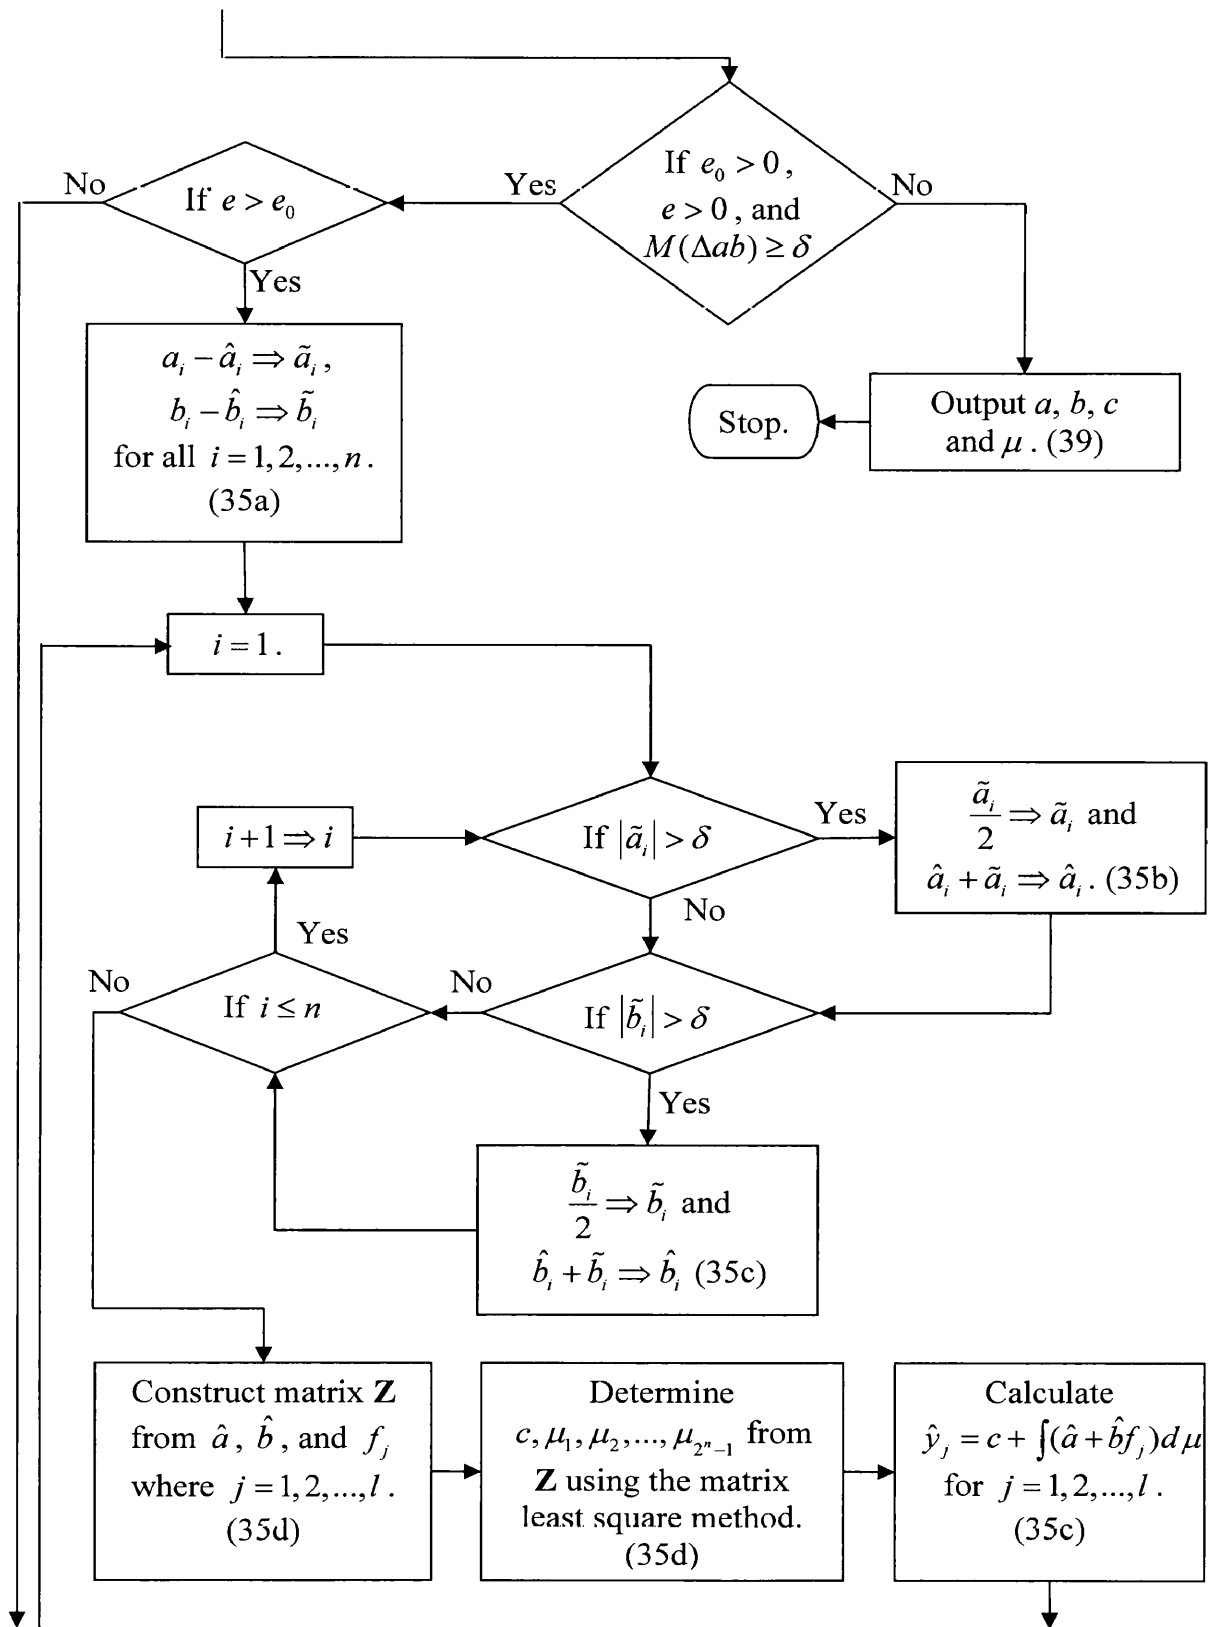 If e₀ > 0,
e > 0, and
M(Δab) ≥ δ
Yes
No
If e > e₀
No
Yes
aᵢ − âᵢ ⇒ ãᵢ,
bᵢ − b̂ᵢ ⇒ b̃ᵢ
for all i = 1, 2, ..., n.
(35a)
Stop.
Output a, b, c
and μ. (39)
i = 1.
i + 1 ⇒ i
If |ãᵢ| > δ
Yes
No
ãᵢ/2 ⇒ ãᵢ and
âᵢ + ãᵢ ⇒ âᵢ. (35b)
Yes
No
If i ≤ n
No
If |b̃ᵢ| > δ
Yes
b̃ᵢ/2 ⇒ b̃ᵢ and
b̂ᵢ + b̃ᵢ ⇒ b̂ᵢ (35c)
Construct matrix Z
from â, b̂, and fⱼ
where j = 1, 2, ..., l.
(35d)
Determine
c, μ₁, μ₂, ..., μ_{2ⁿ−1} from
Z using the matrix
least square method.
(35d)
Calculate
ŷⱼ = c + ∫(â + b̂fⱼ)dμ
for j = 1, 2, ..., l.
(35c)